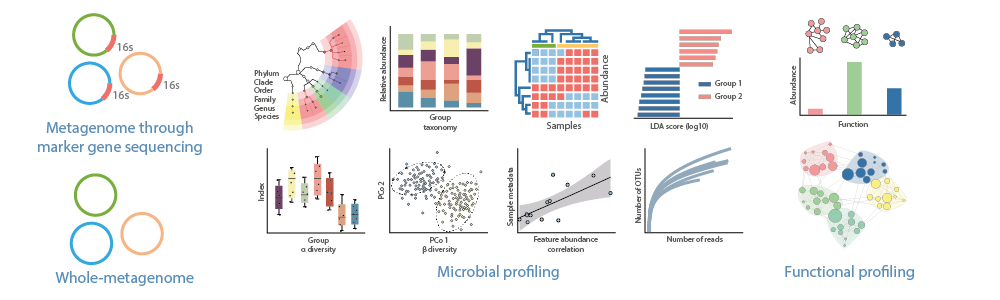 16s
16s
16s
Metagenome through
marker gene sequencing
Whole-metagenome
Phylum
Clade
Order
Family
Genus
Species
Relative abundance
Group
taxonomy
Samples
Abundance
Group 1
Group 2
LDA score (log10)
Index
Group
α diversity
PCo 2
PCo 1
β diversity
Sample metadata
Feature abundance
correlation
Number of OTUs
Number of reads
Microbial profiling
Abundance
Function
Functional profiling